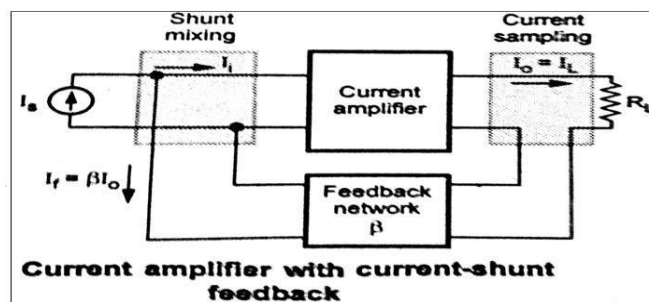 Shunt
mixing
Current
sampling
I_i
I_O = I_L
Current
amplifier
I_s
R_L
I_f = βI_O
Feedback
network
β
Current amplifier with current-shunt
feedback